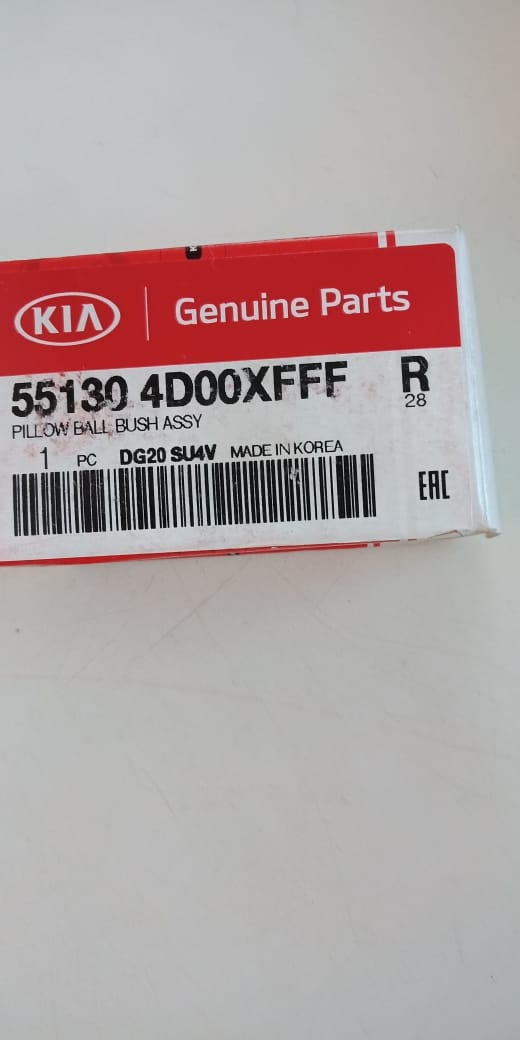 KIA Genuine Parts
55130 4D00XFFF R
28
PILLOW BALL BUSH ASSY
1 PC DG20 SU4V MADE IN KOREA
EAC